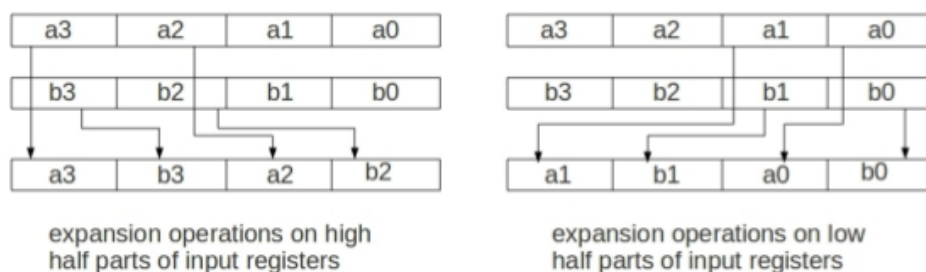 a3 a2 a1 a0
b3 b2 b1 b0
a3 b3 a2 b2
expansion operations on high
half parts of input registers
a3 a2 a1 a0
b3 b2 b1 b0
a1 b1 a0 b0
expansion operations on low
half parts of input registers